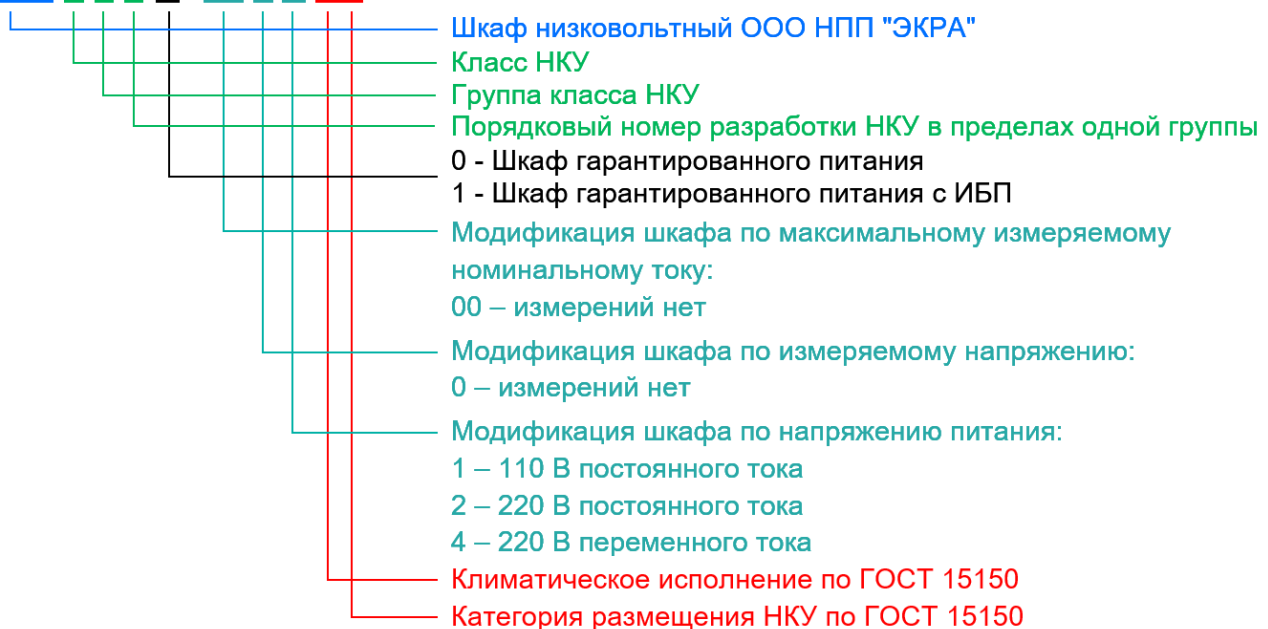 Шкаф низковольтный ООО НПП "ЭКРА"
Класс НКУ
Группа класса НКУ
Порядковый номер разработки НКУ в пределах одной группы
0 - Шкаф гарантированного питания
1 - Шкаф гарантированного питания с ИБП
Модификация шкафа по максимальному измеряемому
номинальному току:
00 – измерений нет
Модификация шкафа по измеряемому напряжению:
0 – измерений нет
Модификация шкафа по напряжению питания:
1 – 110 В постоянного тока
2 – 220 В постоянного тока
4 – 220 В переменного тока
Климатическое исполнение по ГОСТ 15150
Категория размещения НКУ по ГОСТ 15150